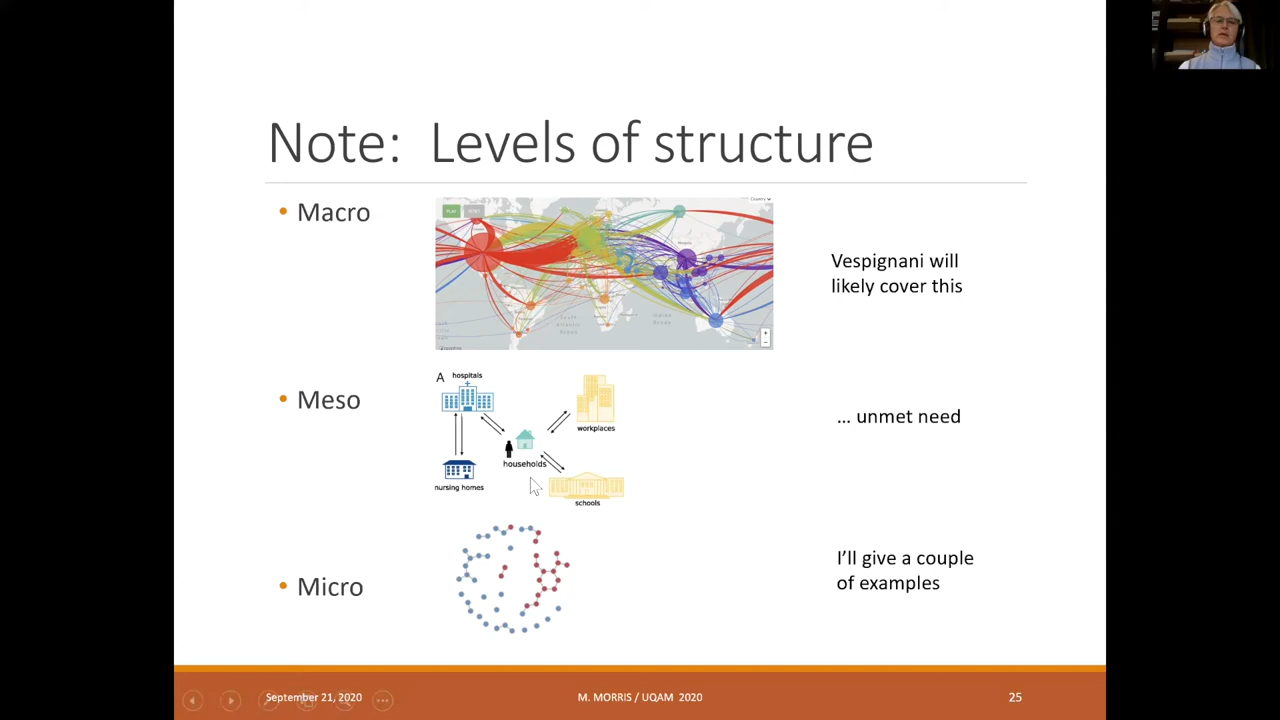 Note: Levels of structure
• Macro
PLAY
Vespignani will
likely cover this
• Meso
A
hospitals
workplaces
households
nursing homes
schools
... unmet need
• Micro
I'll give a couple
of examples
September 21, 2020
M. MORRIS / UQAM 2020
25